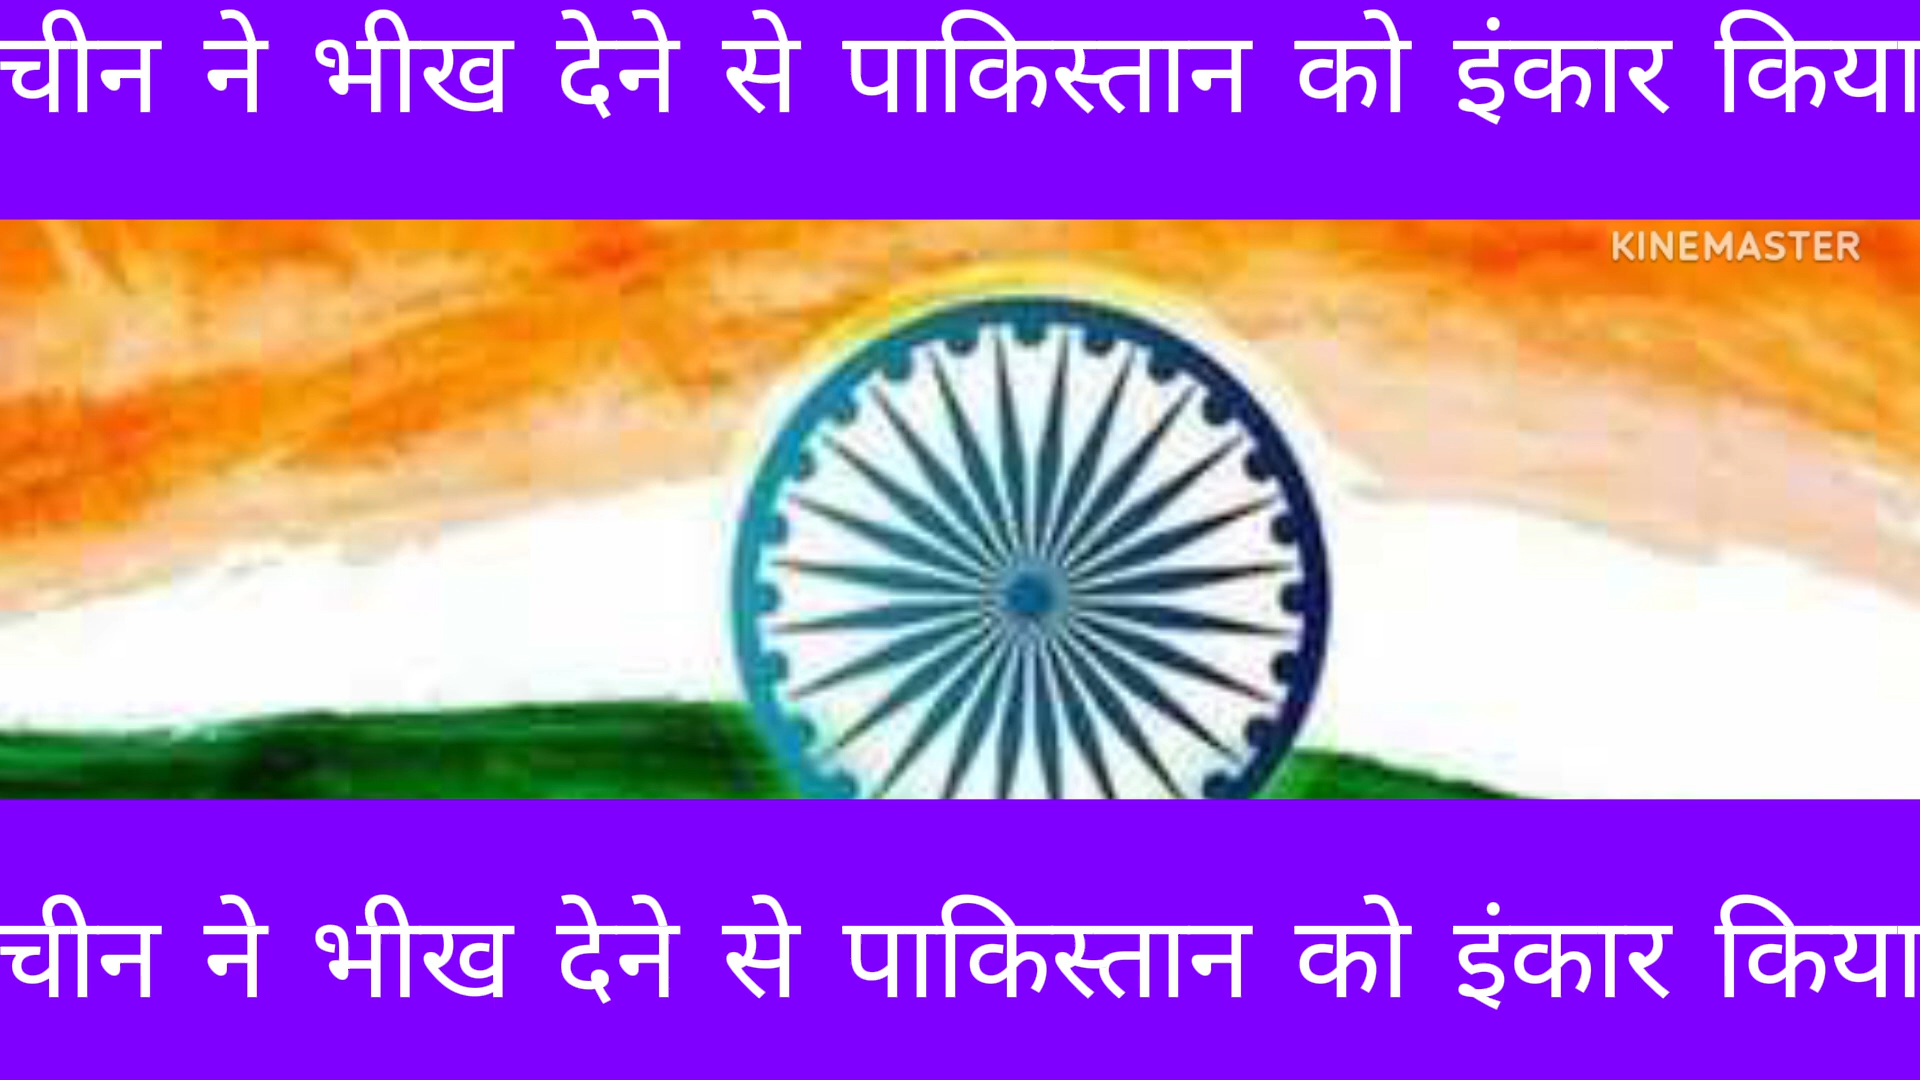 चीन ने भीख देने से पाकिस्तान को इंकार किया
KINEMASTER
चीन ने भीख देने से पाकिस्तान को इंकार किया